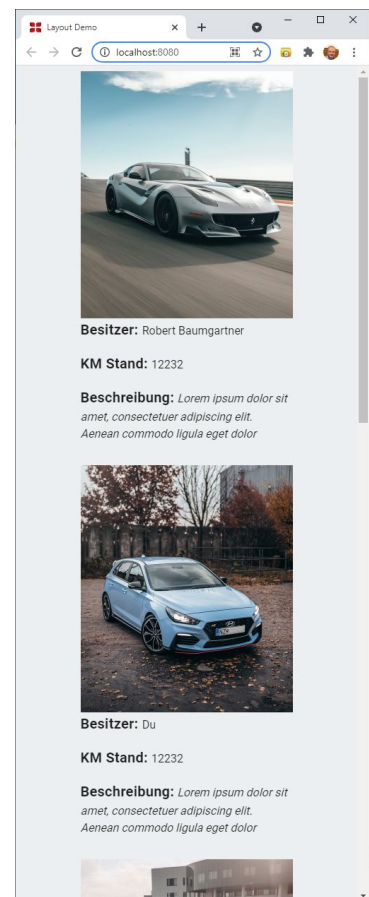 Layout Demo
localhost:8080
Besitzer: Robert Baumgartner
KM Stand: 12232
Beschreibung: Lorem ipsum dolor sit
amet, consectetuer adipiscing elit.
Aenean commodo ligula eget dolor
Besitzer: Du
KM Stand: 12232
Beschreibung: Lorem ipsum dolor sit
amet, consectetuer adipiscing elit.
Aenean commodo ligula eget dolor